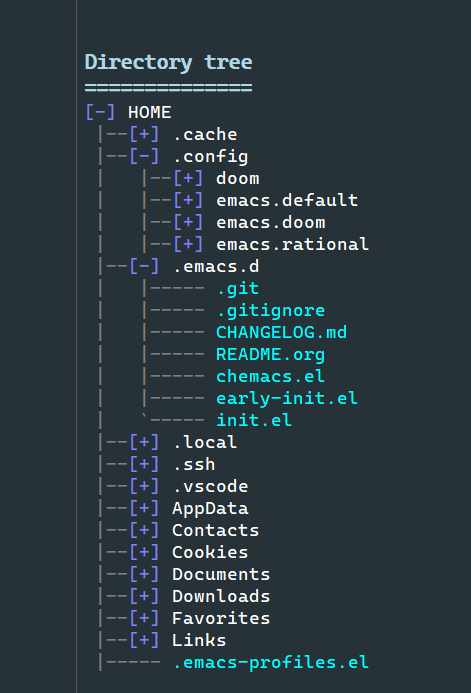 Directory tree
==============
[-] HOME
 |--[+] .cache
 |--[-] .config
 |   |--[+] doom
 |   |--[+] emacs.default
 |   |--[+] emacs.doom
 |   |--[+] emacs.rational
 |--[-] .emacs.d
 |   |----- .git
 |   |----- .gitignore
 |   |----- CHANGELOG.md
 |   |----- README.org
 |   |----- chemacs.el
 |   |----- early-init.el
 |   `----- init.el
 |--[+] .local
 |--[+] .ssh
 |--[+] .vscode
 |--[+] AppData
 |--[+] Contacts
 |--[+] Cookies
 |--[+] Documents
 |--[+] Downloads
 |--[+] Favorites
 |--[+] Links
 |----- .emacs-profiles.el